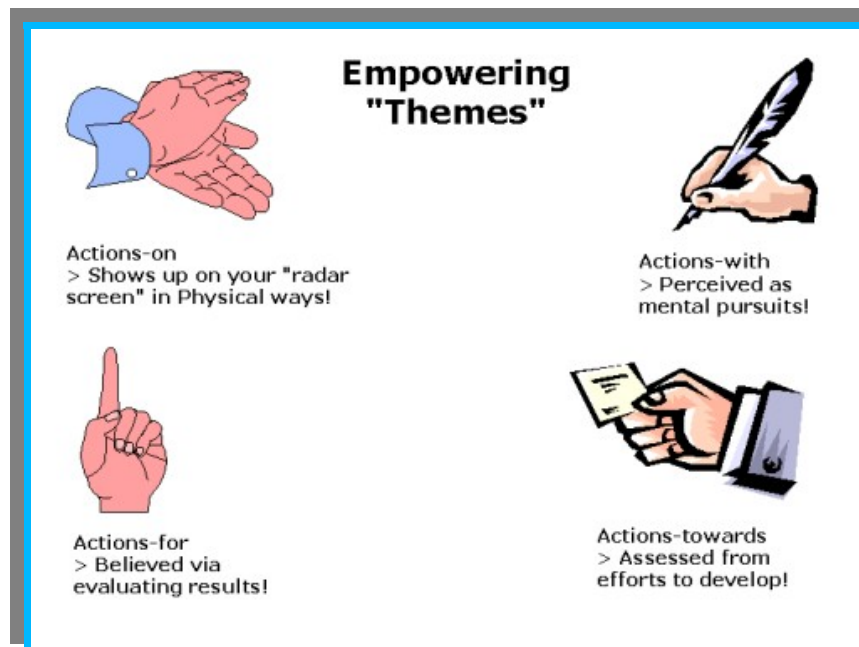 Empowering
"Themes"
Actions-on
> Shows up on your "radar
screen" in Physical ways!
Actions-with
> Perceived as
mental pursuits!
Actions-for
> Believed via
evaluating results!
Actions-towards
> Assessed from
efforts to develop!